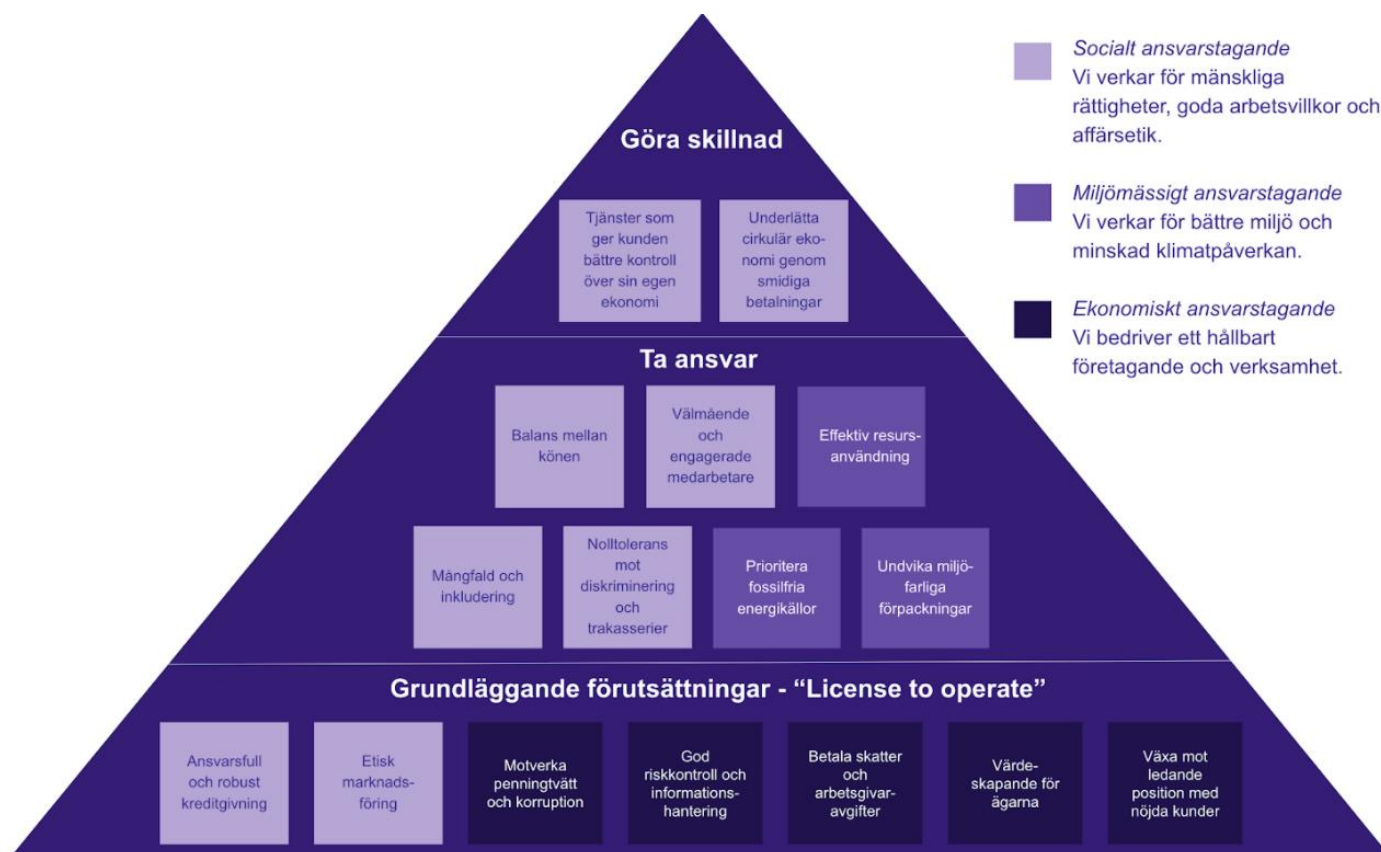 Göra skillnad
Tjänster som
ger kunden
bättre kontroll
över sin egen
ekonomi
Underlätta
cirkulär eko-
nomi genom
smidiga
betalningar
Ta ansvar
Balans mellan
könen
Välmående
och
engagerade
medarbetare
Effektiv resurs-
användning
Mångfald och
inkludering
Nolltolerans
mot
diskriminering
och
trakasserier
Prioritera
fossilfria
energikällor
Undvika miljö-
farliga
förpackningar
Grundläggande förutsättningar - “License to operate”
Ansvarsfull
och robust
kreditgivning
Etisk
marknads-
föring
Motverka
penningtvätt
och korruption
God
riskkontroll och
informations-
hantering
Betala skatter
och
arbetsgivar-
avgifter
Värde-
skapande för
ägarna
Växa mot
ledande
position med
nöjda kunder
Socialt ansvarstagande
Vi verkar för mänskliga
rättigheter, goda arbetsvillkor och
affärsetik.
Miljömässigt ansvarstagande
Vi verkar för bättre miljö och
minskad klimatpåverkan.
Ekonomiskt ansvarstagande
Vi bedriver ett hållbart
företagande och verksamhet.